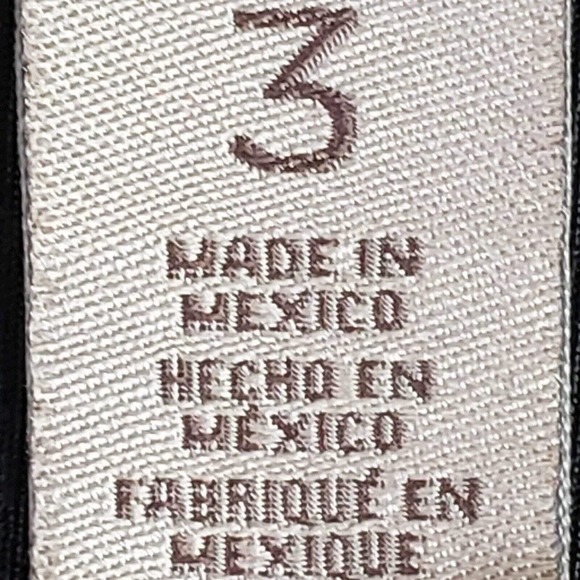 3
MADE IN
MEXICO
HECHO EN
MÉXICO
FABRIQUÉ EN
MEXIQUE